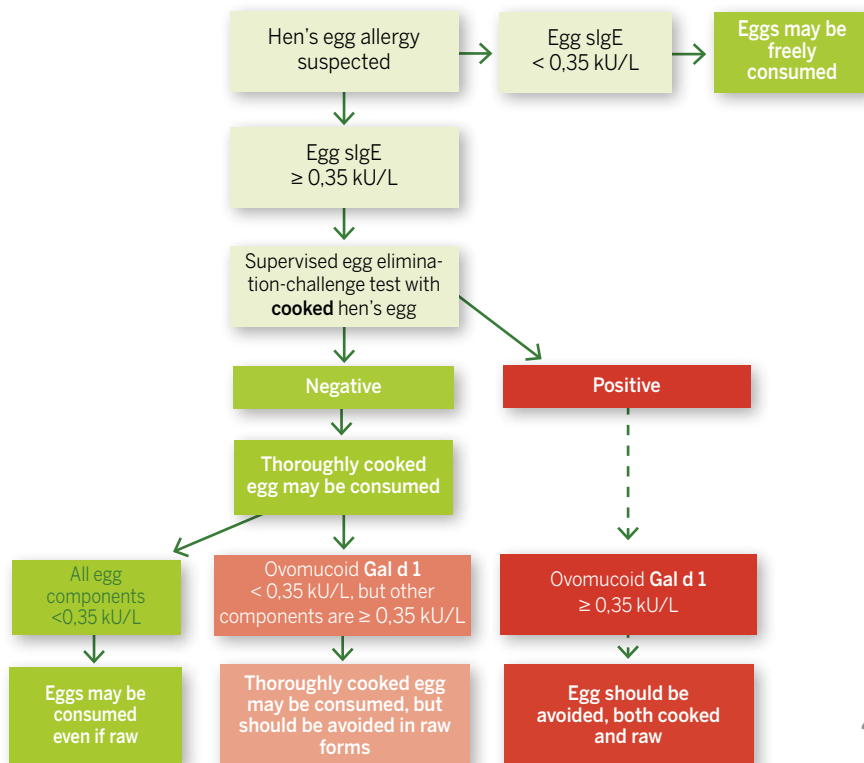 Hen's egg allergy
suspected
Egg sIgE
< 0,35 kU/L
Eggs may be
freely
consumed
Egg sIgE
≥ 0,35 kU/L
Supervised egg elimina-
tion-challenge test with
cooked hen's egg
Negative
Positive
Thoroughly cooked
egg may be consumed
All egg
components
<0,35 kU/L
Ovomucoid Gal d 1
< 0,35 kU/L, but other
components are ≥ 0,35 kU/L
Ovomucoid Gal d 1
≥ 0,35 kU/L
Eggs may be
consumed
even if raw
Thoroughly cooked egg
may be consumed, but
should be avoided in raw
forms
Egg should be
avoided, both cooked
and raw